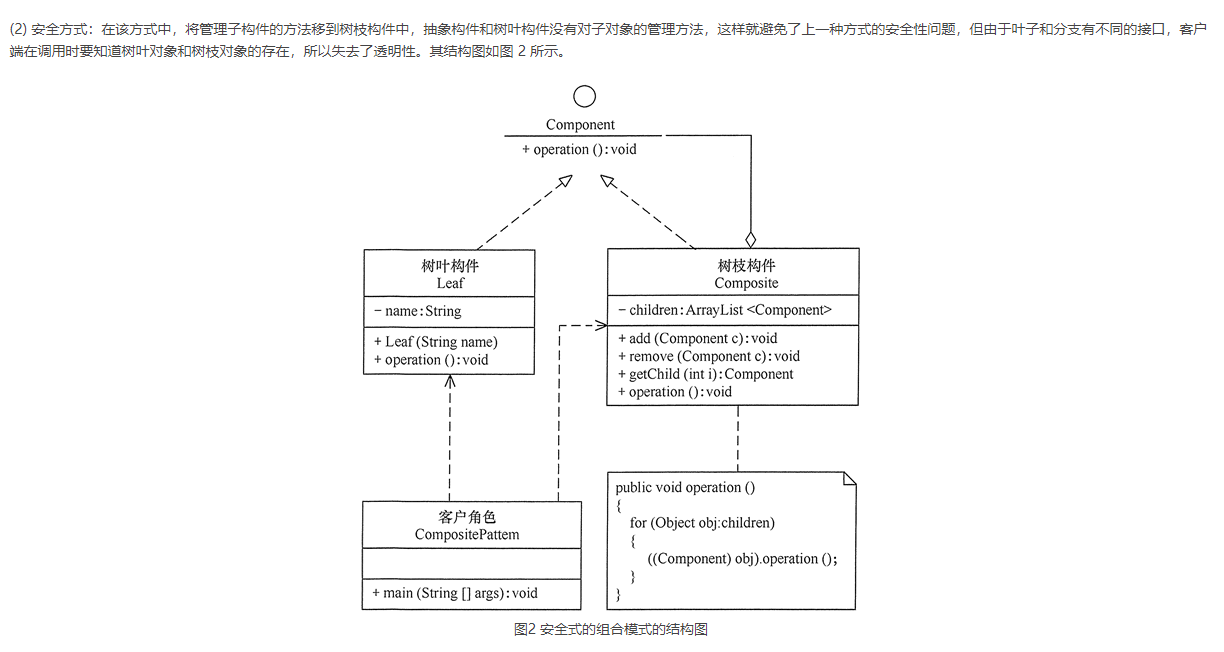 (2) 安全方式：在该方式中，将管理子构件的方法移到树枝构件中，抽象构件和树叶构件没有对子对象的管理方法，这样就避免了上一种方式的安全性问题，但由于叶子和分支有不同的接口，客户
端在调用时要知道树叶对象和树枝对象的存在，所以失去了透明性。其结构图如图 2 所示。
Component
+ operation ():void
树叶构件
Leaf
- name:String
+ Leaf (String name)
+ operation ():void
树枝构件
Composite
- children:ArrayList <Component>
+ add (Component c):void
+ remove (Component c):void
+ getChild (int i):Component
+ operation ():void
客户角色
CompositePattem
+ main (String [] args):void
public void operation ()
{
for (Object obj:children)
{
((Component) obj).operation ();
}
}
图2 安全式的组合模式的结构图